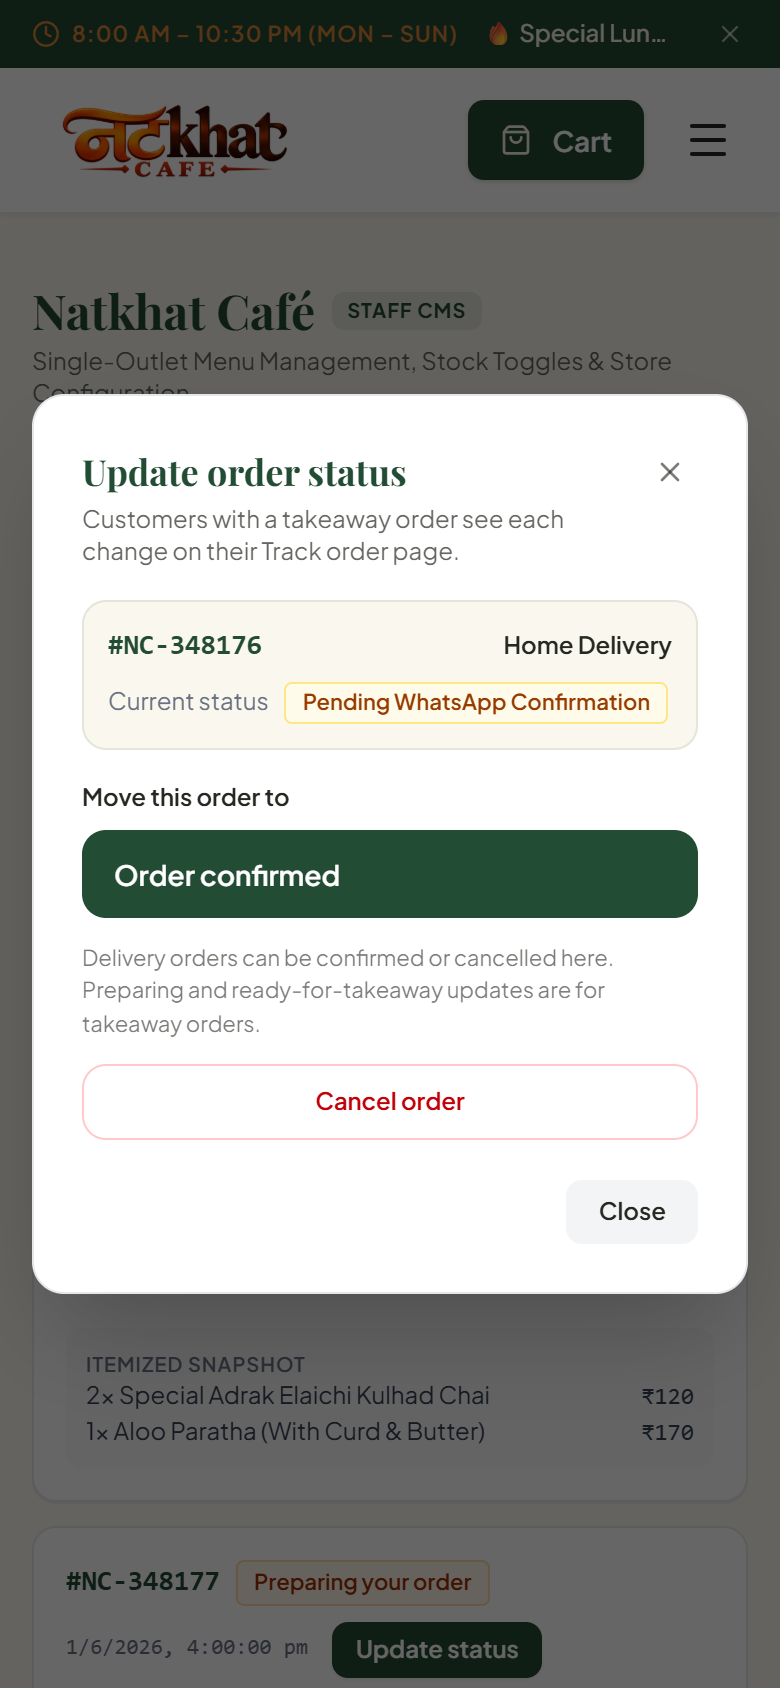 8:00 AM – 10:30 PM (MON – SUN) 🔥 Special Lun...
नटkhat
CAFE
Cart
Natkhat Café STAFF CMS
Single-Outlet Menu Management, Stock Toggles & Store
Configuration
Update order status
Customers with a takeaway order see each
change on their Track order page.
#NC-348176 Home Delivery
Current status Pending WhatsApp Confirmation
Move this order to
Order confirmed
Delivery orders can be confirmed or cancelled here.
Preparing and ready-for-takeaway updates are for
takeaway orders.
Cancel order
Close
ITEMIZED SNAPSHOT
2× Special Adrak Elaichi Kulhad Chai ₹120
1× Aloo Paratha (With Curd & Butter) ₹170
#NC-348177 Preparing your order
1/6/2026, 4:00:00 pm Update status